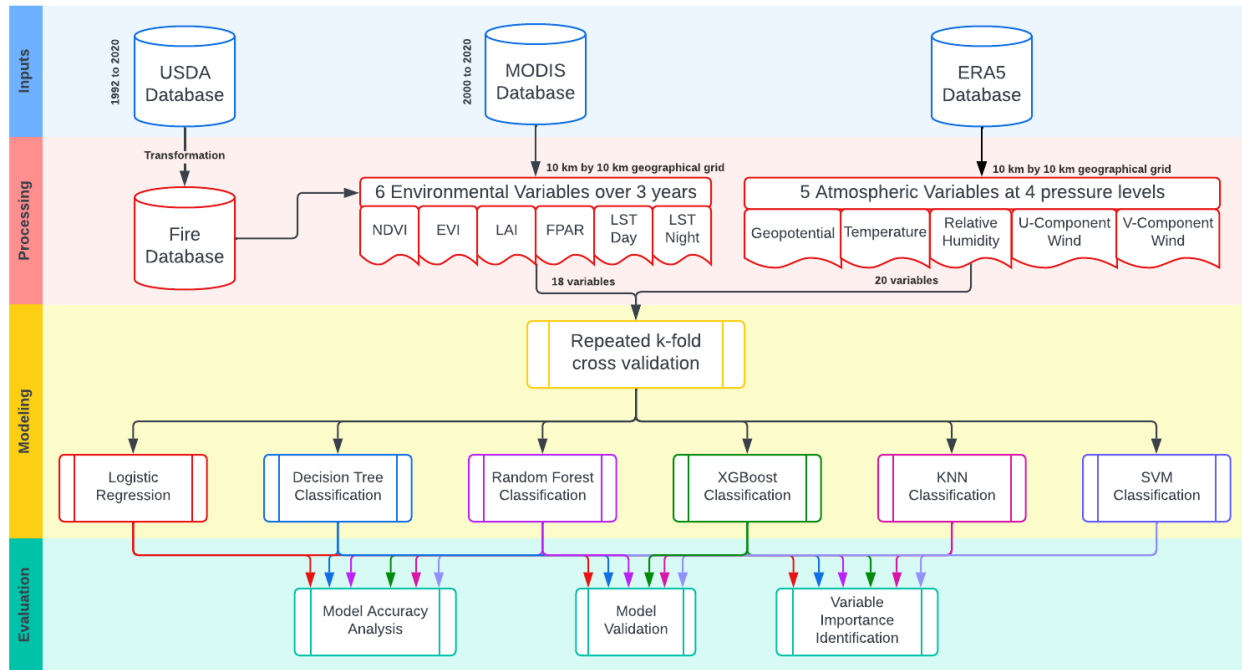 Inputs
1992 to 2020
USDA
Database
2000 to 2020
MODIS
Database
ERA5
Database
Processing
Transformation
Fire
Database
10 km by 10 km geographical grid
6 Environmental Variables over 3 years
NDVI
EVI
LAI
FPAR
LST
Day
LST
Night
18 variables
10 km by 10 km geographical grid
5 Atmospheric Variables at 4 pressure levels
Geopotential
Temperature
Relative
Humidity
U-Component
Wind
V-Component
Wind
20 variables
Modeling
Repeated k-fold
cross validation
Logistic
Regression
Decision Tree
Classification
Random Forest
Classification
XGBoost
Classification
KNN
Classification
SVM
Classification
Evaluation
Model Accuracy
Analysis
Model
Validation
Variable
Importance
Identification